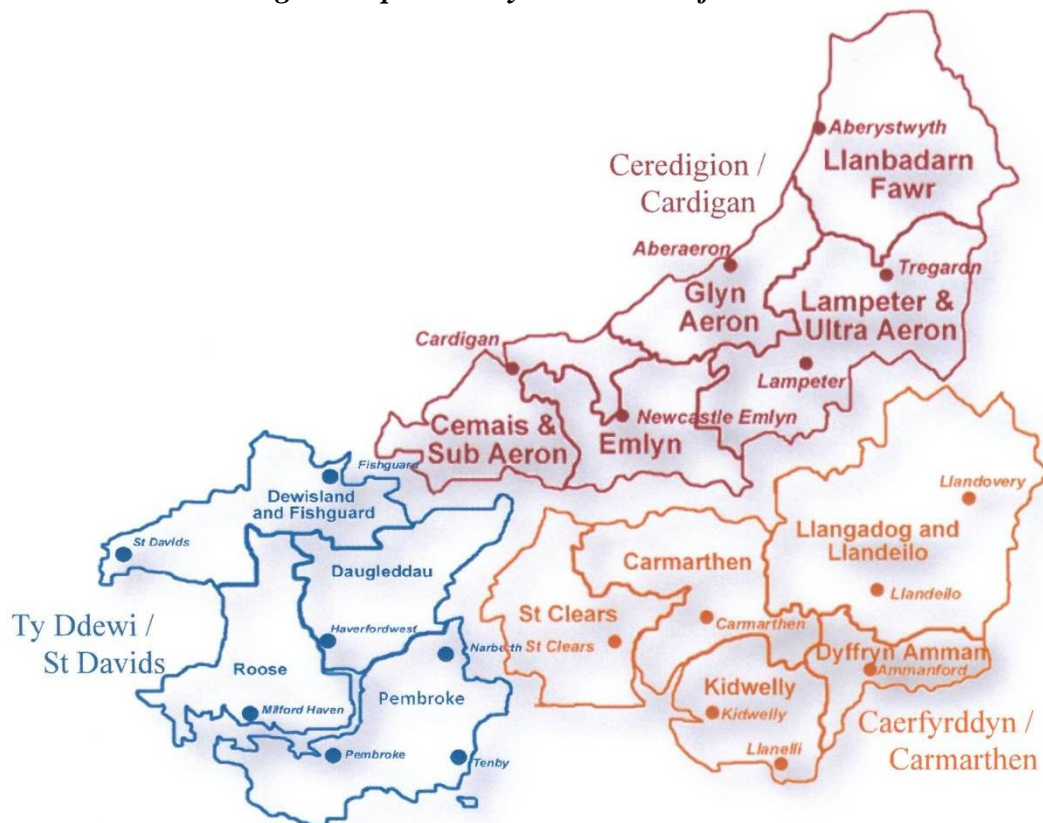 Aberystwyth
Llanbadarn
Fawr
Ceredigion /
Cardigan
Aberaeron
Tregaron
Glyn
Aeron
Lampeter &
Ultra Aeron
Cardigan
Lampeter
Newcastle Emlyn
Cemais &
Sub Aeron
Emlyn
Fishguard
Dewisland
and Fishguard
St Davids
Daugleddau
Ty Ddewi /
St Davids
Haverfordwest
Narberth
Roose
Pembroke
Milford Haven
Pembroke
Tenby
Llandovery
Llangadog and
Llandeilo
Carmarthen
Llandeilo
St Clears
St Clears
Carmarthen
Dyffryn Amman
Ammanford
Kidwelly
Kidwelly
Llanelli
Caerfyrddyn /
Carmarthen